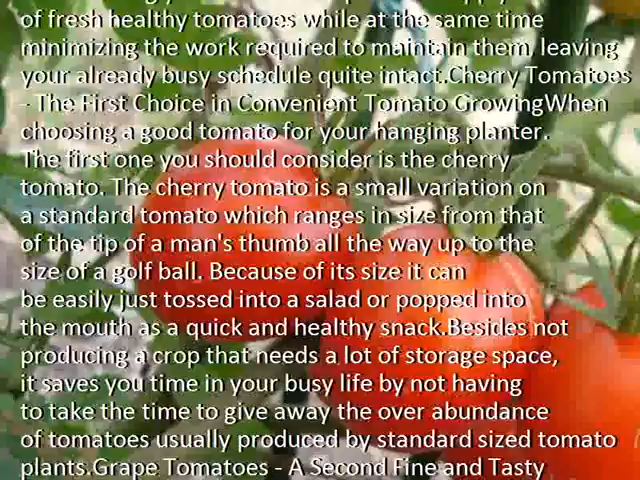 of fresh healthy tomatoes while at the same time
minimizing the work required to maintain them, leaving
your already busy schedule quite intact.Cherry Tomatoes
- The First Choice in Convenient Tomato GrowingWhen
choosing a good tomato for your hanging planter.
The first one you should consider is the cherry
tomato. The cherry tomato is a small variation on
a standard tomato which ranges in size from that
of the tip of a man's thumb all the way up to the
size of a golf ball. Because of its size it can
be easily just tossed into a salad or popped into
the mouth as a quick and healthy snack.Besides not
producing a crop that needs a lot of storage space,
it saves you time in your busy life by not having
to take the time to give away the over abundance
of tomatoes usually produced by standard sized tomato
plants.Grape Tomatoes - A Second Fine and Tasty